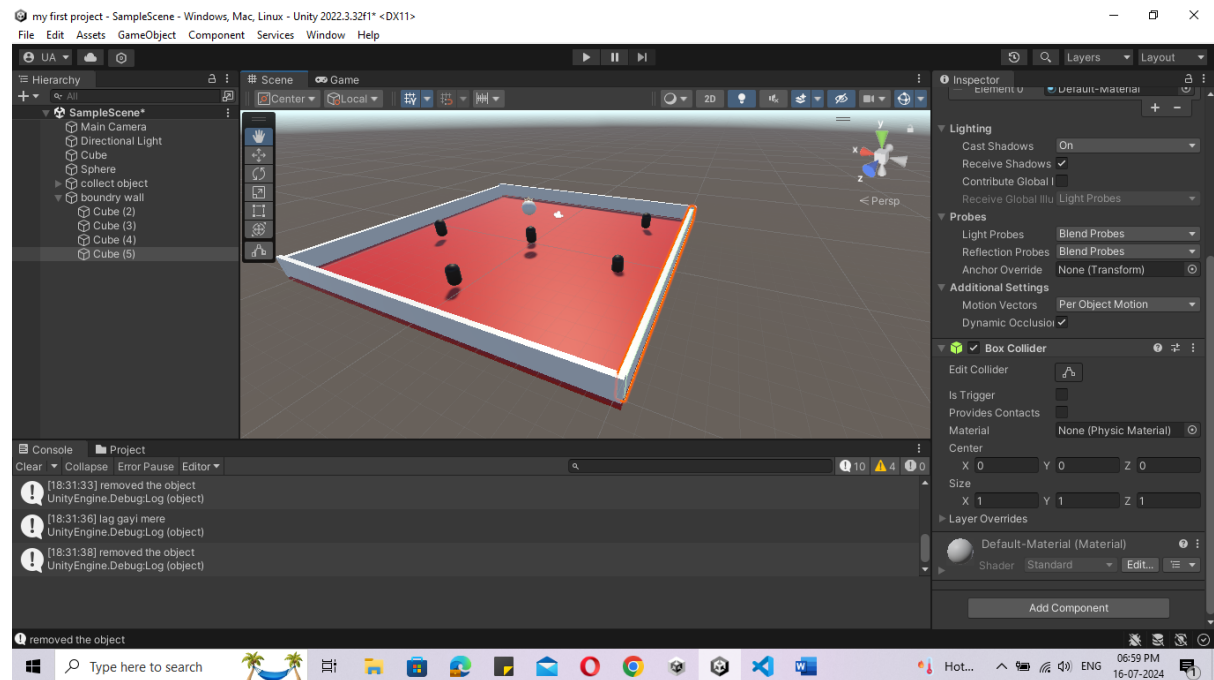 my first project - SampleScene - Windows, Mac, Linux - Unity 2022.3.32f1* <DX11>
File Edit Assets GameObject Component Services Window Help
UA Layers Layout
Hierarchy
All
SampleScene*
Main Camera
Directional Light
Cube
Sphere
collect object
boundry wall
Cube (2)
Cube (3)
Cube (4)
Cube (5)
Scene Game
Center Local 2D
y
x
z
Persp
Inspector
Element 0 Default-Material
Lighting
Cast Shadows On
Receive Shadows
Contribute Global I
Receive Global Illu Light Probes
Probes
Light Probes Blend Probes
Reflection Probes Blend Probes
Anchor Override None (Transform)
Additional Settings
Motion Vectors Per Object Motion
Dynamic Occlusion
Box Collider
Edit Collider
Is Trigger
Provides Contacts
Material None (Physic Material)
Center
X 0 Y 0 Z 0
Size
X 1 Y 1 Z 1
Layer Overrides
Default-Material (Material)
Shader Standard Edit...
Add Component
Console Project
Clear Collapse Error Pause Editor 10 4 0
[18:31:33] removed the object
UnityEngine.Debug:Log (object)
[18:31:36] lag gayi mere
UnityEngine.Debug:Log (object)
[18:31:38] removed the object
UnityEngine.Debug:Log (object)
removed the object
Type here to search
Hot... ENG
06:59 PM
16-07-2024
1